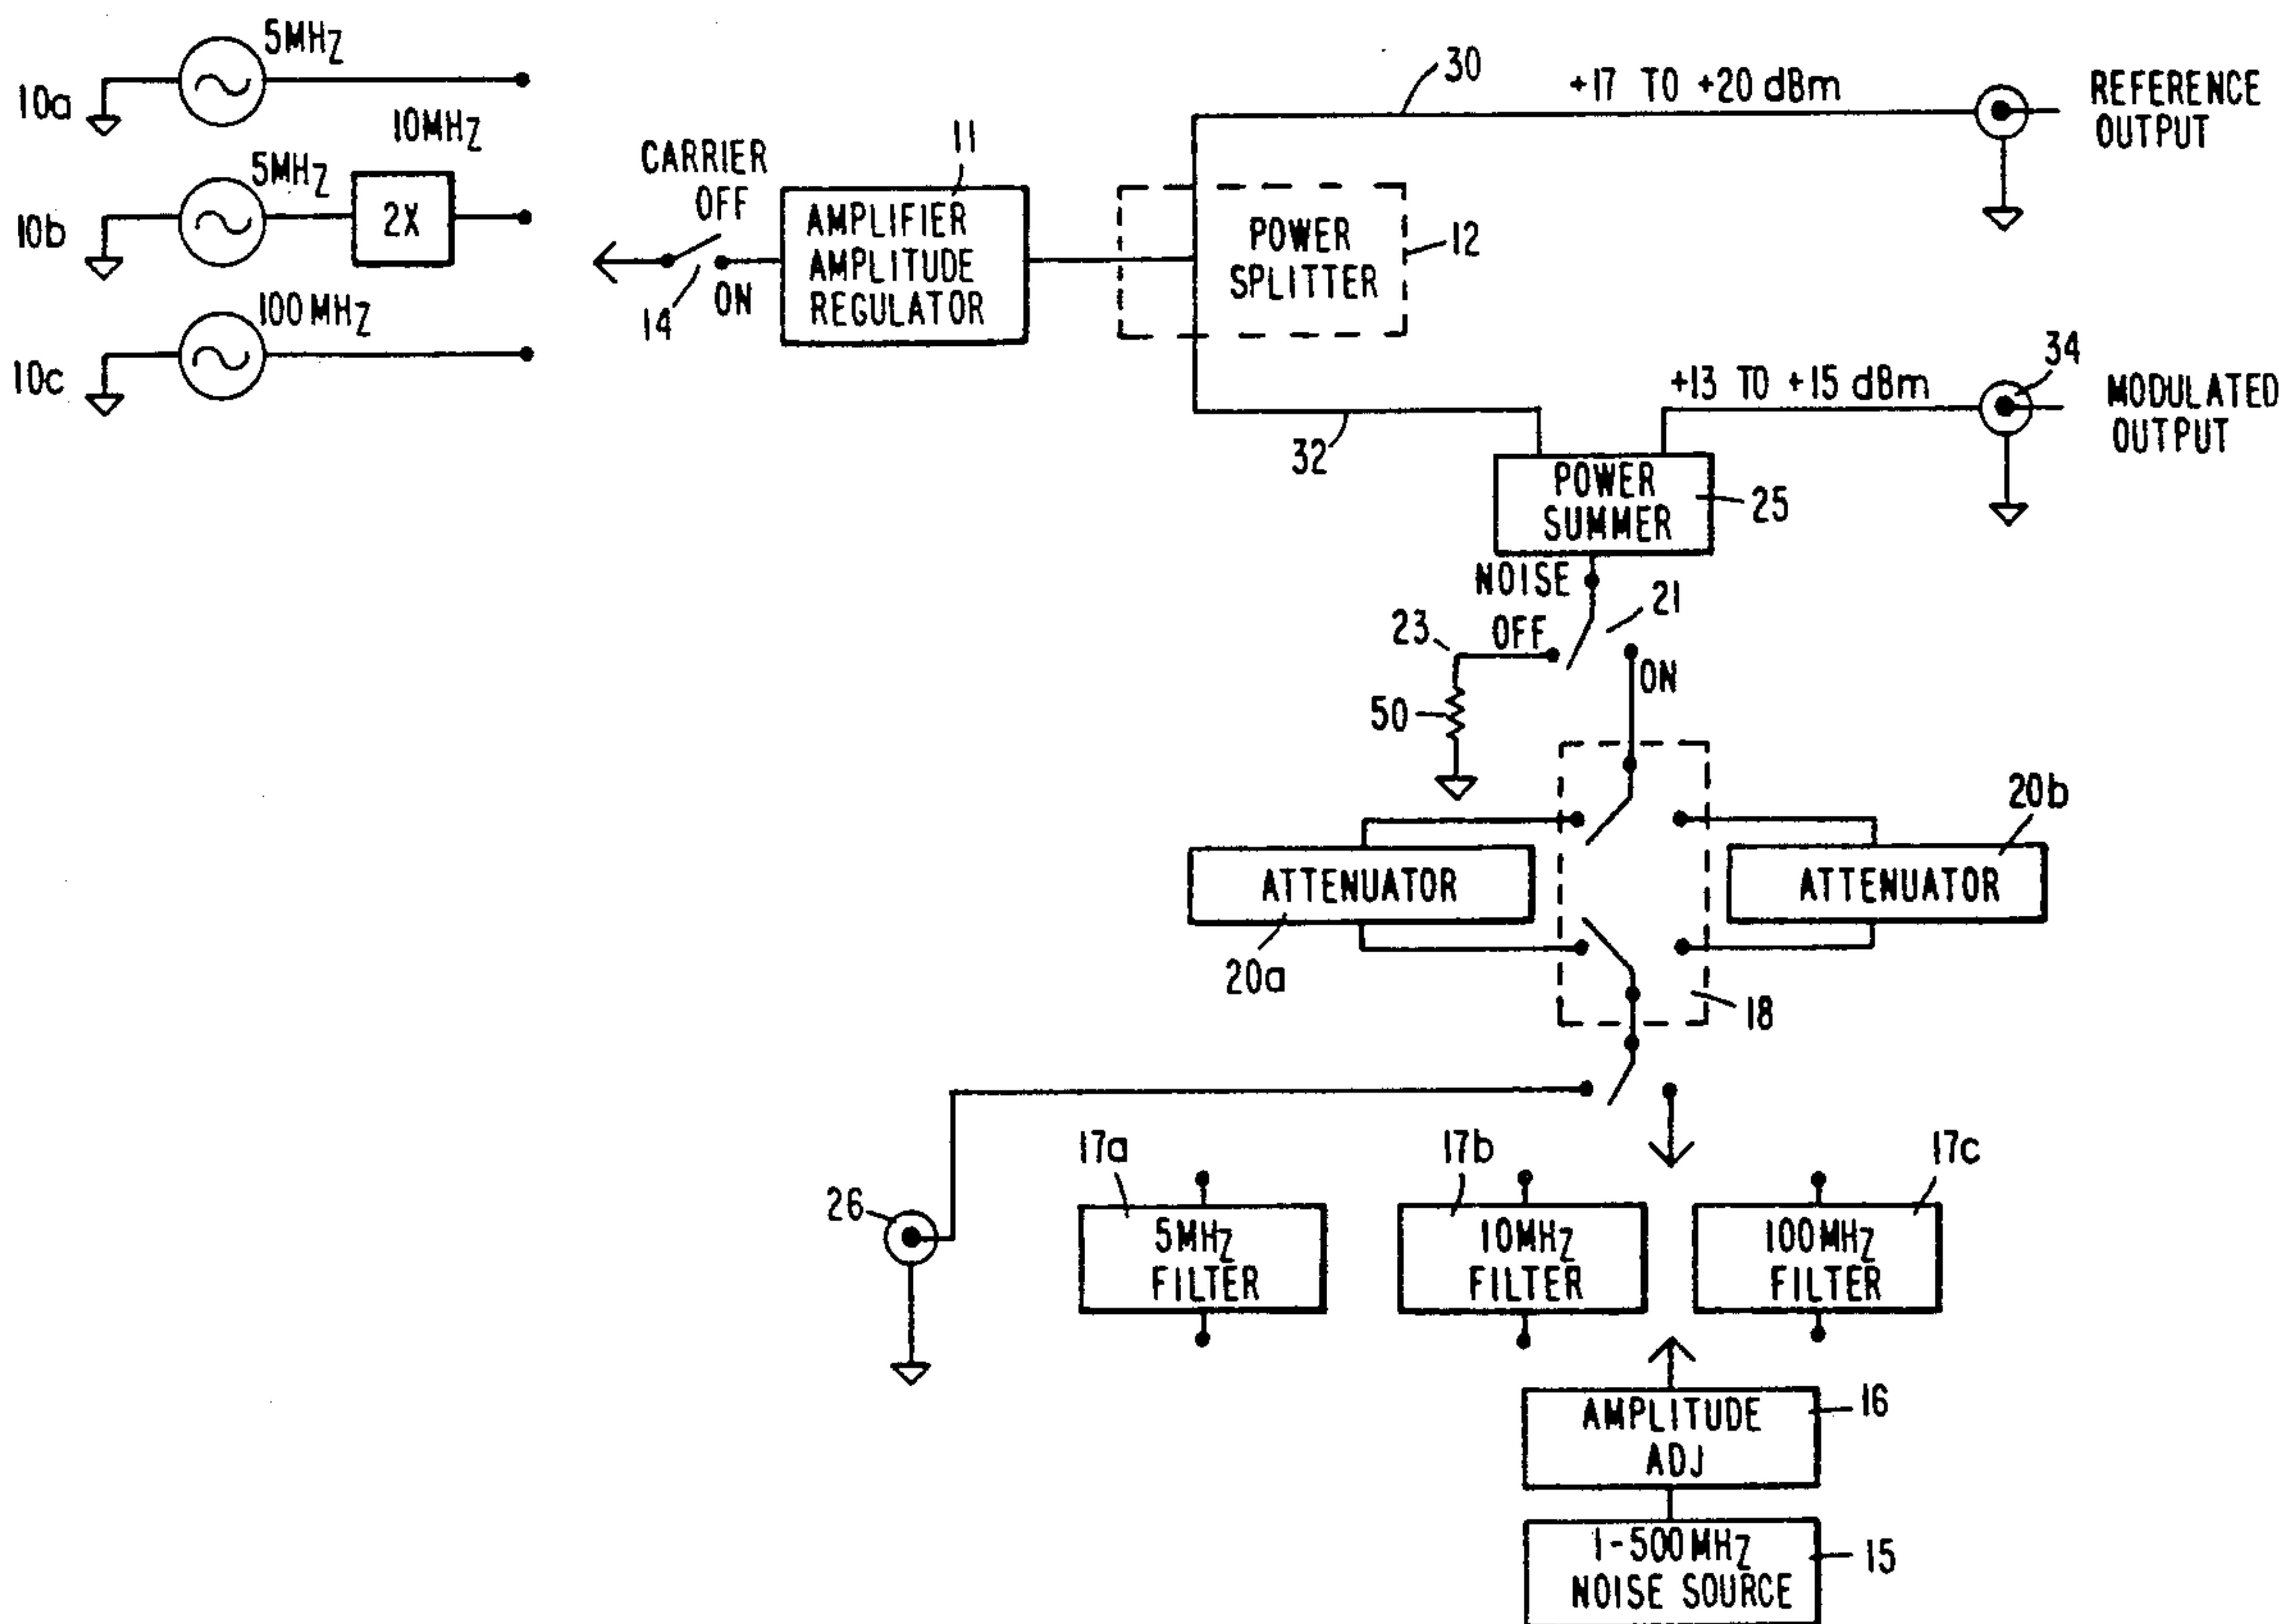 5MHz
10a
10MHz
5MHz
2X
10b
100MHz
10c
CARRIER
OFF
14
ON
11
AMPLIFIER
AMPLITUDE
REGULATOR
POWER
SPLITTER
12
30
+17 TO +20 dBm
REFERENCE
OUTPUT
32
+13 TO +15 dBm
34
MODULATED
OUTPUT
POWER
SUMMER
25
NOISE
OFF
21
23
ON
50
ATTENUATOR
20a
20b
ATTENUATOR
18
26
17a
5MHz
FILTER
17b
10MHz
FILTER
17c
100MHz
FILTER
AMPLITUDE
ADJ
16
1-500MHz
NOISE SOURCE
15